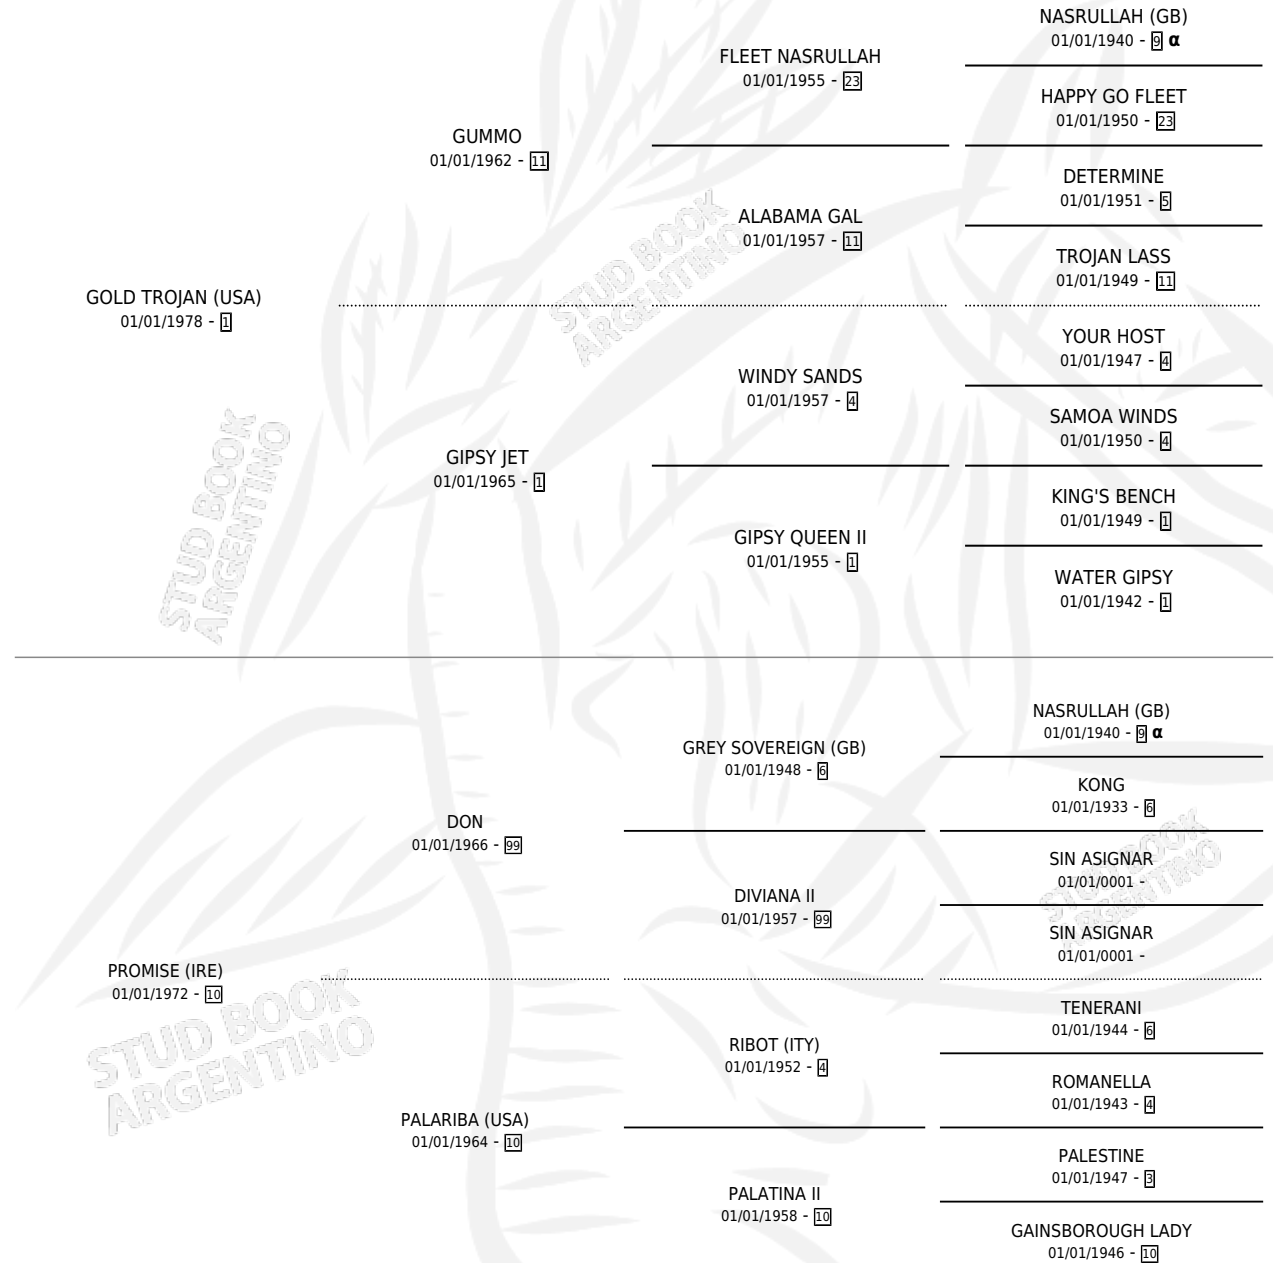 NASRULLAH (GB)
01/01/1940 - 9 α
FLEET NASRULLAH
01/01/1955 - 23
HAPPY GO FLEET
01/01/1950 - 23
GUMMO
01/01/1962 - 11
DETERMINE
01/01/1951 - 5
ALABAMA GAL
01/01/1957 - 11
TROJAN LASS
01/01/1949 - 11
GOLD TROJAN (USA)
01/01/1978 - 1
YOUR HOST
01/01/1947 - 4
WINDY SANDS
01/01/1957 - 4
SAMOA WINDS
01/01/1950 - 4
GIPSY JET
01/01/1965 - 1
KING'S BENCH
01/01/1949 - 1
GIPSY QUEEN II
01/01/1955 - 1
WATER GIPSY
01/01/1942 - 1
NASRULLAH (GB)
01/01/1940 - 9 α
GREY SOVEREIGN (GB)
01/01/1948 - 6
KONG
01/01/1933 - 6
DON
01/01/1966 - 99
SIN ASIGNAR
01/01/0001 -
DIVIANA II
01/01/1957 - 99
SIN ASIGNAR
01/01/0001 -
PROMISE (IRE)
01/01/1972 - 10
TENERANI
01/01/1944 - 6
RIBOT (ITY)
01/01/1952 - 4
ROMANELLA
01/01/1943 - 4
PALARIBA (USA)
01/01/1964 - 10
PALESTINE
01/01/1947 - 3
PALATINA II
01/01/1958 - 10
GAINSBOROUGH LADY
01/01/1946 - 10
STUD BOOK
ARGENTINO
STUD BOOK
ARGENTINO
STUD BOOK
ARGENTINO
STUD BOOK
ARGENTINO